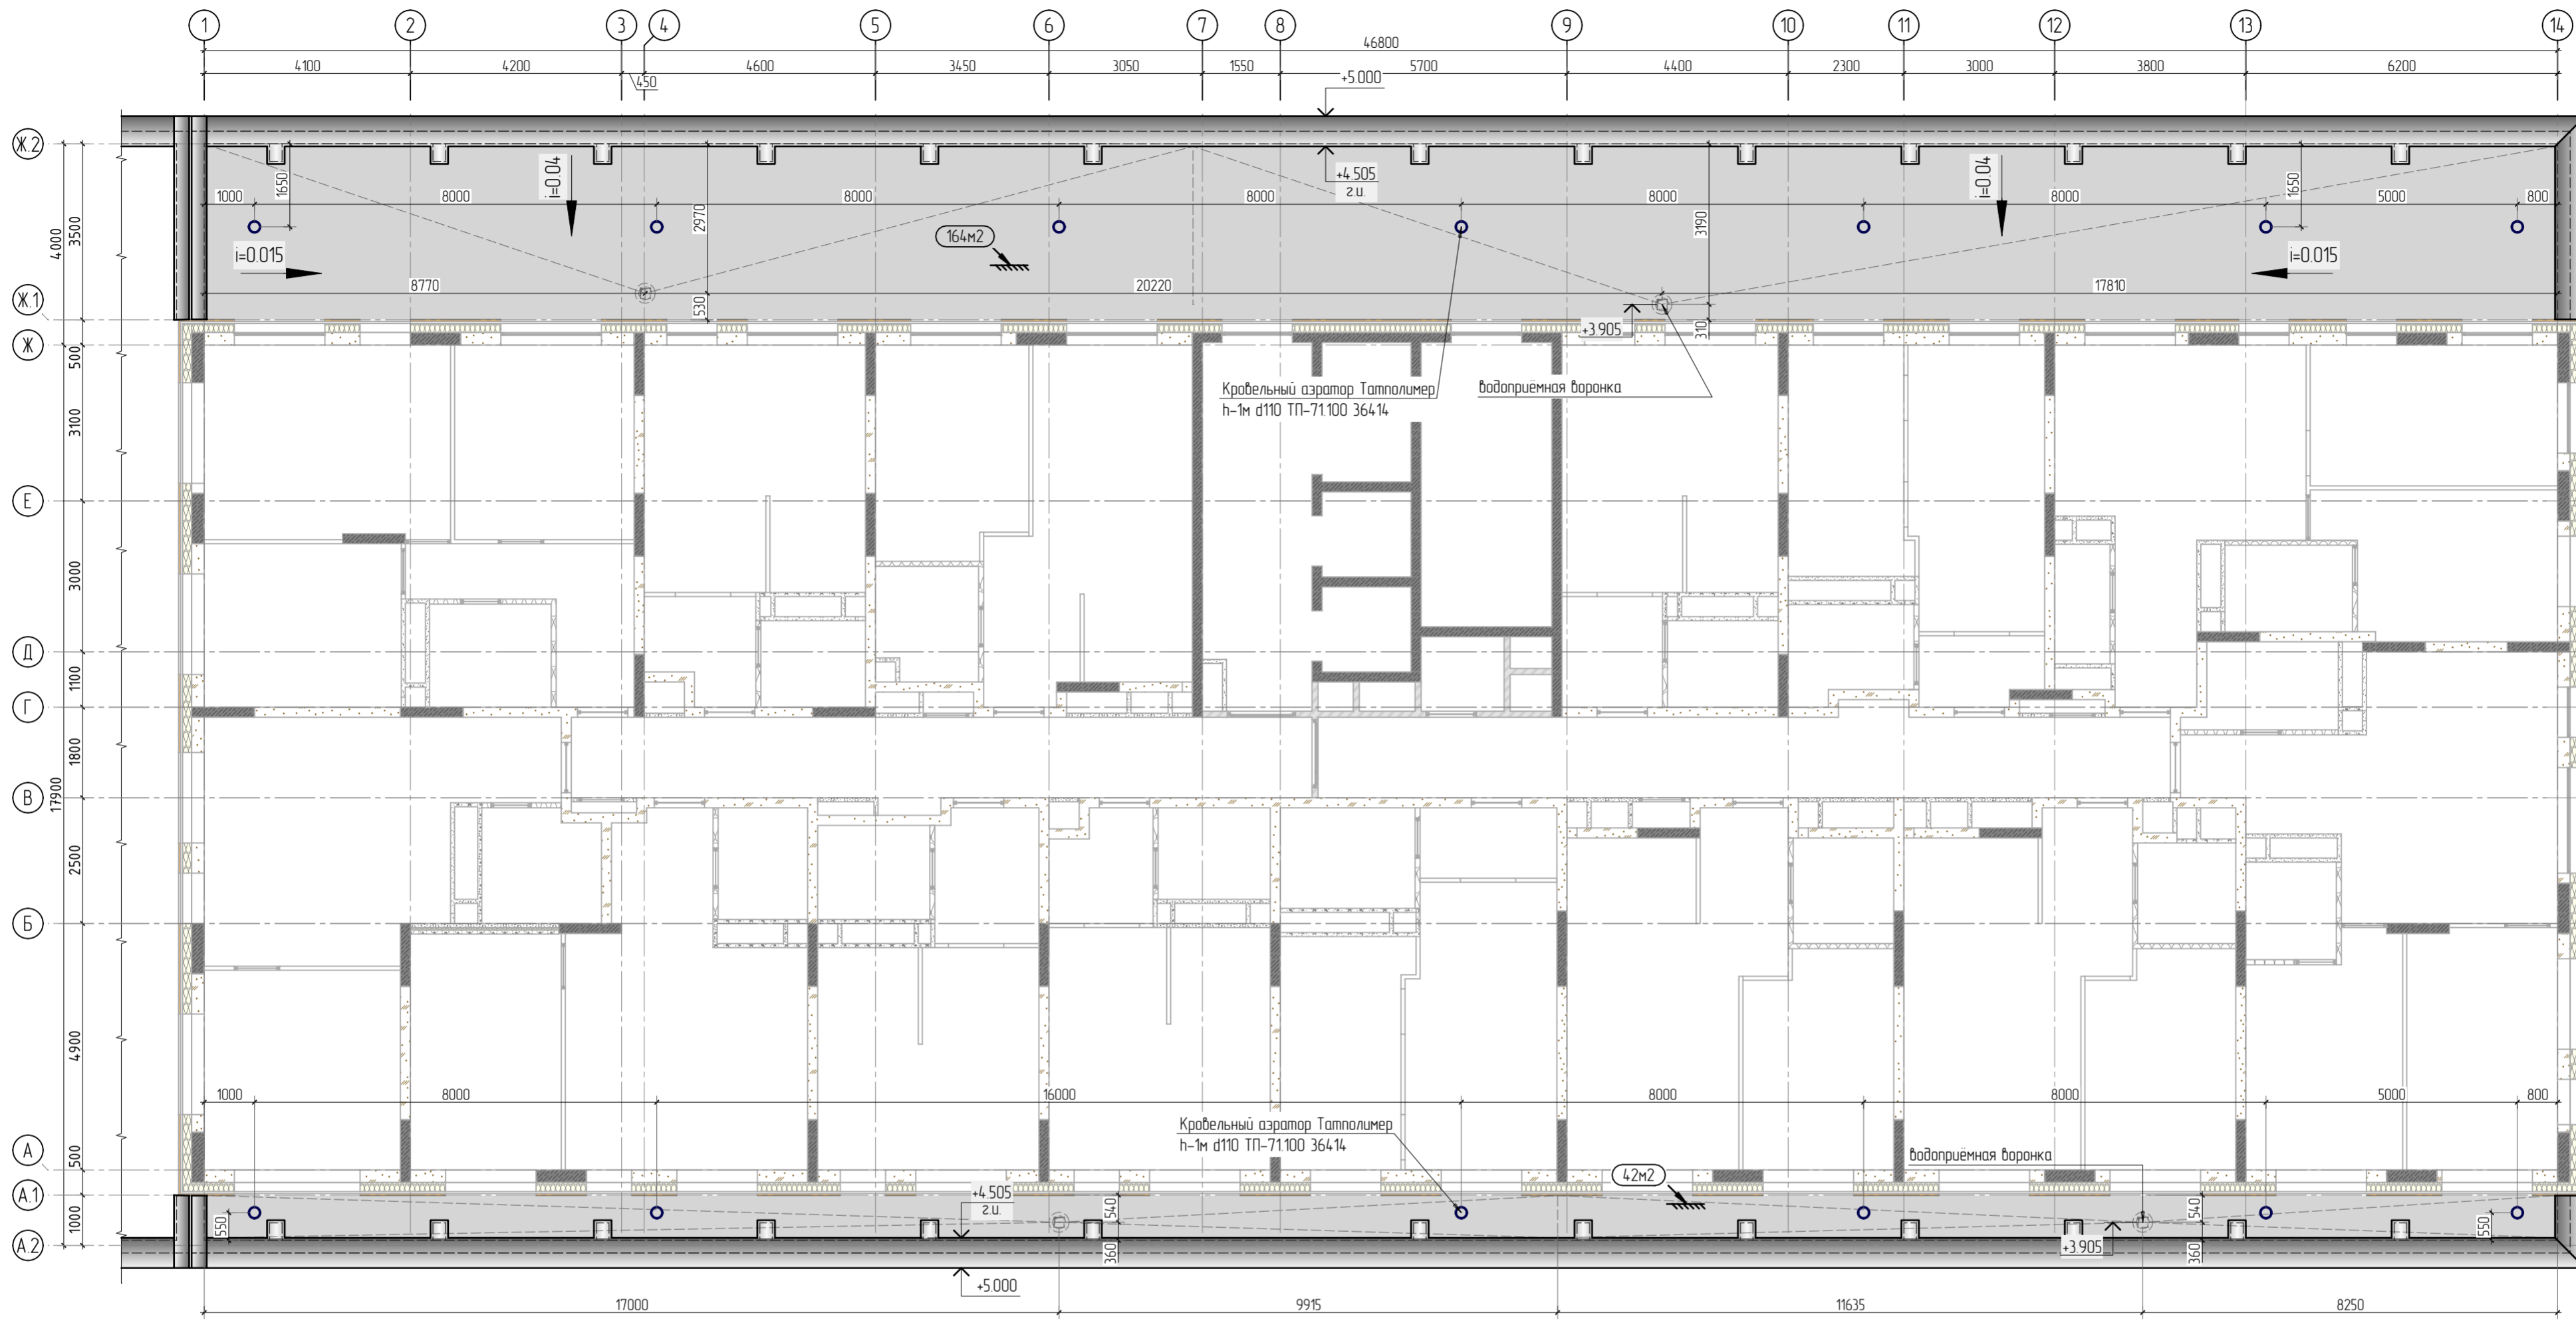 1 2 3 4 5 6 7 8 9 10 11 12 13 14
46800
4100 4200 450 4600 3450 3050 1550 5700 4400 2300 3000 3800 6200
+5.000
Ж.2
Ж.1
Ж
Е
Д
Г
В
Б
А
А.1
А.2
4000
17900
3500
500
3100
3000
1100
1800
2500
4900
500
1000
1650
i=0.04
+4.505
г.и.
i=0.04
1650
1000 8000 8000 8000 8000 8000 5000 800
2970
3190
164м2
i=0.015
i=0.015
8770 20220 17810
530
+3.905
310
Кровельный аэратор Татполимер
h-1м d110 ТП-71.100 36414
водоприёмная воронка
1000 8000 16000 8000 8000 5000 800
Кровельный аэратор Татполимер
h-1м d110 ТП-71.100 36414
водоприёмная воронка
42м2
+4.505
г.и.
540
540
550
550
360
+3.905
360
+5.000
17000 9915 11635 8250